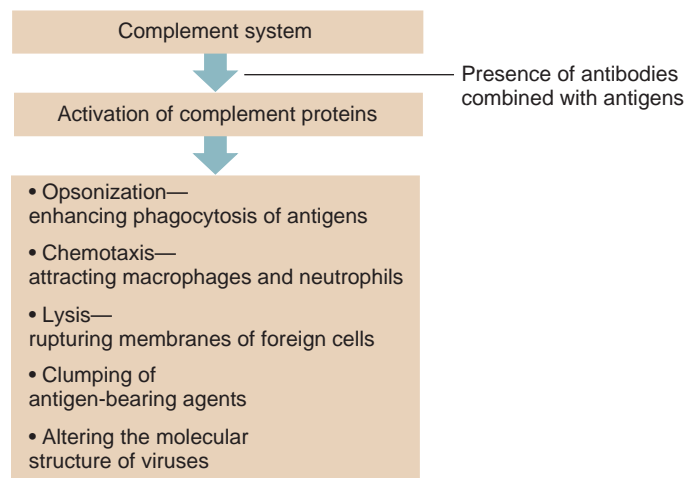 Complement system
Presence of antibodies
combined with antigens
Activation of complement proteins
• Opsonization—
enhancing phagocytosis of antigens
• Chemotaxis—
attracting macrophages and neutrophils
• Lysis—
rupturing membranes of foreign cells
• Clumping of
antigen-bearing agents
• Altering the molecular
structure of viruses